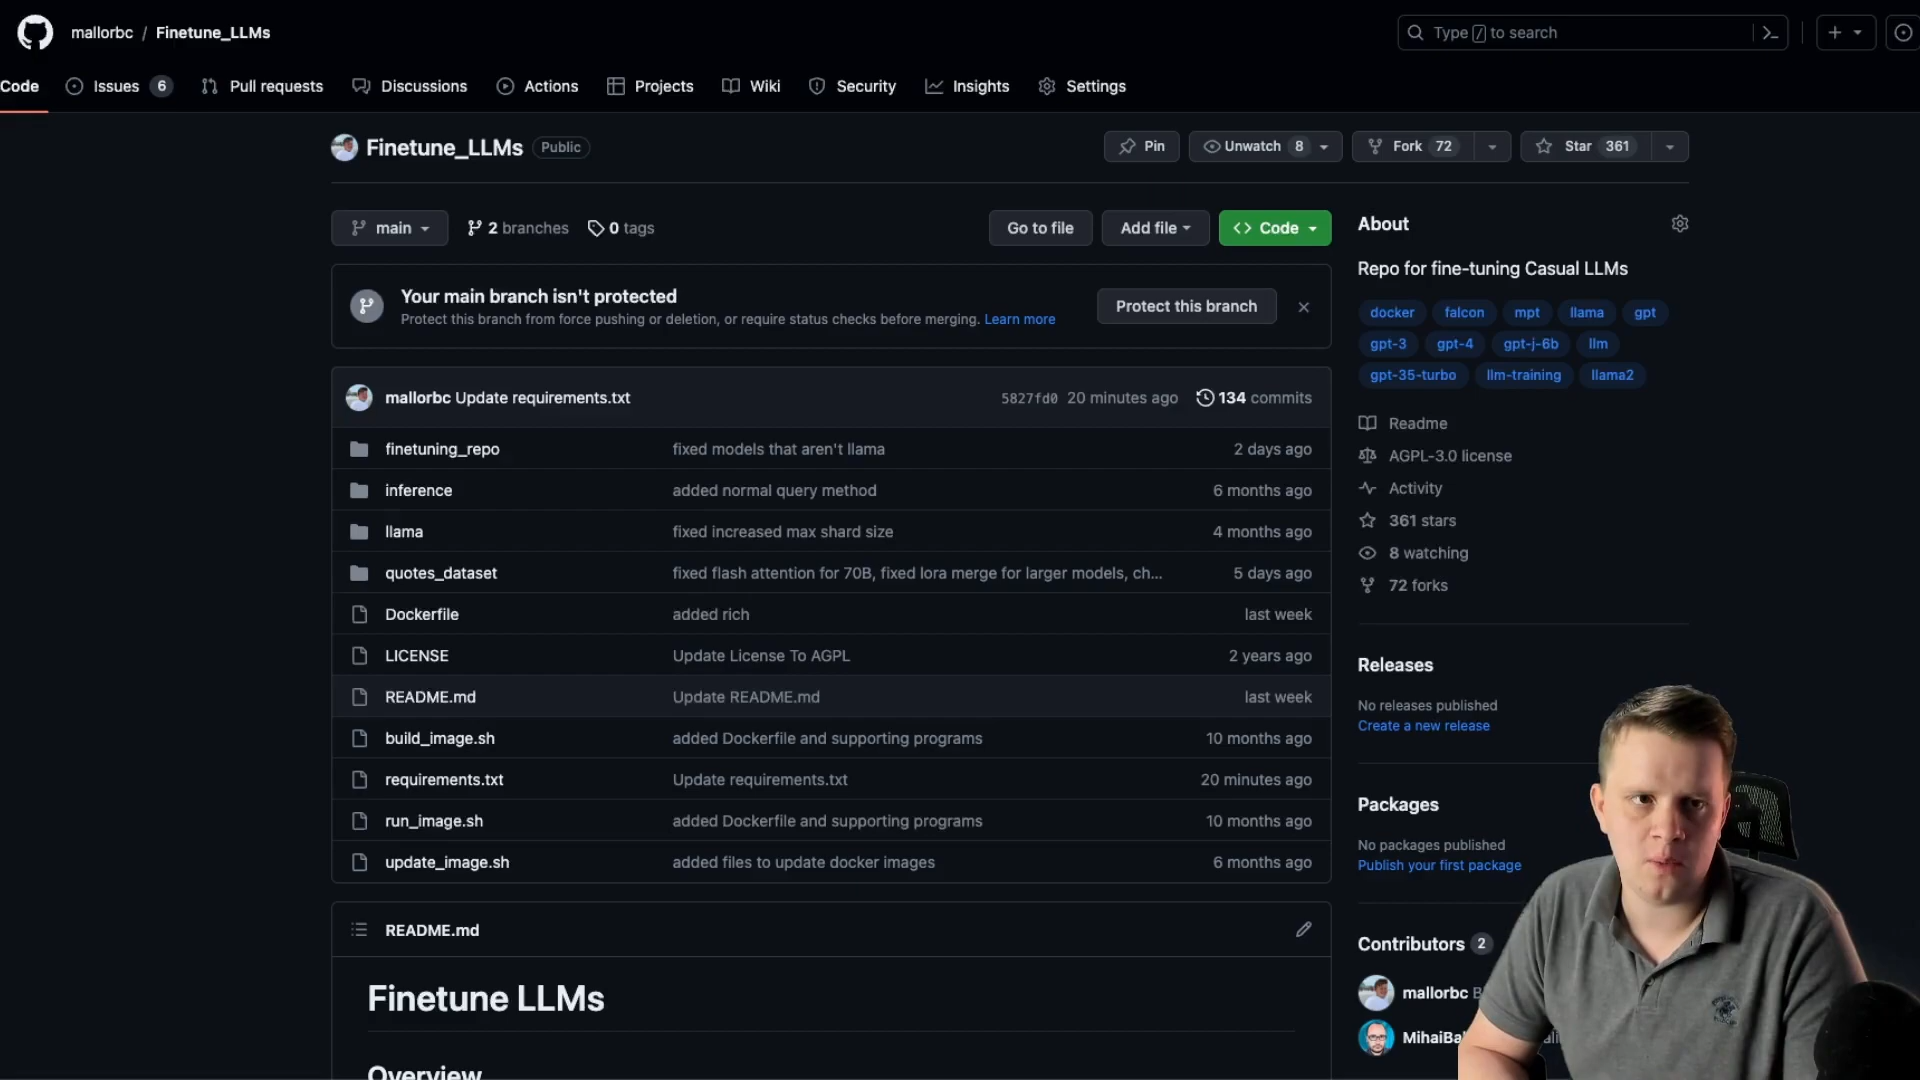 mallorbc / Finetune_LLMs
Type / to search
Code
Issues 6
Pull requests
Discussions
Actions
Projects
Wiki
Security
Insights
Settings
Finetune_LLMs Public
Pin
Unwatch 8
Fork 72
Star 361
main
2 branches
0 tags
Go to file
Add file
Code
Your main branch isn't protected
Protect this branch from force pushing or deletion, or require status checks before merging. Learn more
Protect this branch
mallorbc Update requirements.txt 5827fd0 20 minutes ago 134 commits
finetuning_repo fixed models that aren't llama 2 days ago
inference added normal query method 6 months ago
llama fixed increased max shard size 4 months ago
quotes_dataset fixed flash attention for 70B, fixed lora merge for larger models, ch... 5 days ago
Dockerfile added rich last week
LICENSE Update License To AGPL 2 years ago
README.md Update README.md last week
build_image.sh added Dockerfile and supporting programs 10 months ago
requirements.txt Update requirements.txt 20 minutes ago
run_image.sh added Dockerfile and supporting programs 10 months ago
update_image.sh added files to update docker images 6 months ago
README.md
Finetune LLMs
Overview
About
Repo for fine-tuning Casual LLMs
docker falcon mpt llama gpt
gpt-3 gpt-4 gpt-j-6b llm
gpt-35-turbo llm-training llama2
Readme
AGPL-3.0 license
Activity
361 stars
8 watching
72 forks
Releases
No releases published
Create a new release
Packages
No packages published
Publish your first package
Contributors 2
mallorbc